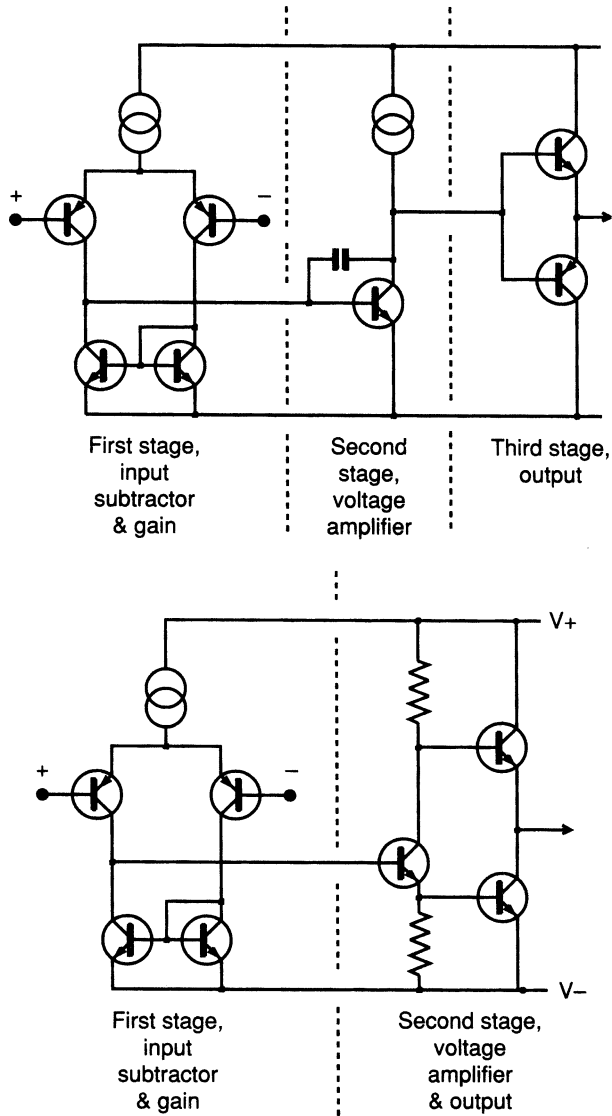 +
−
First stage,
input
subtractor
& gain
Second
stage,
voltage
amplifier
Third stage,
output
V+
+
−
V−
First stage,
input
subtractor
& gain
Second stage,
voltage
amplifier
& output